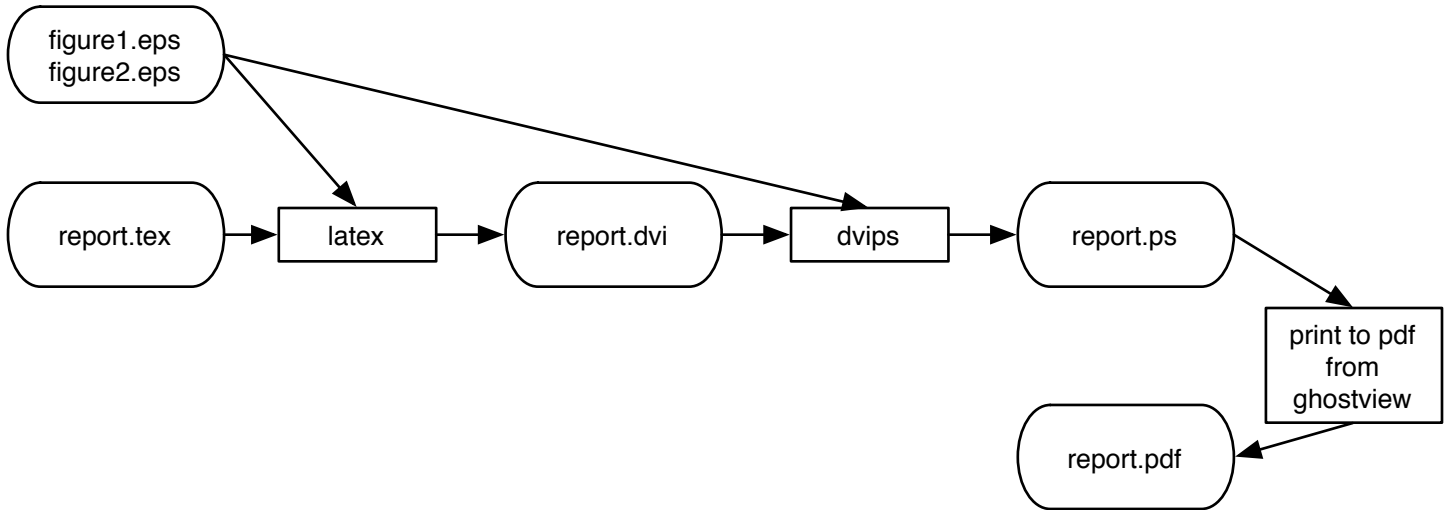 figure1.eps
figure2.eps
report.tex
latex
report.dvi
dvips
report.ps
print to pdf
from
ghostview
report.pdf